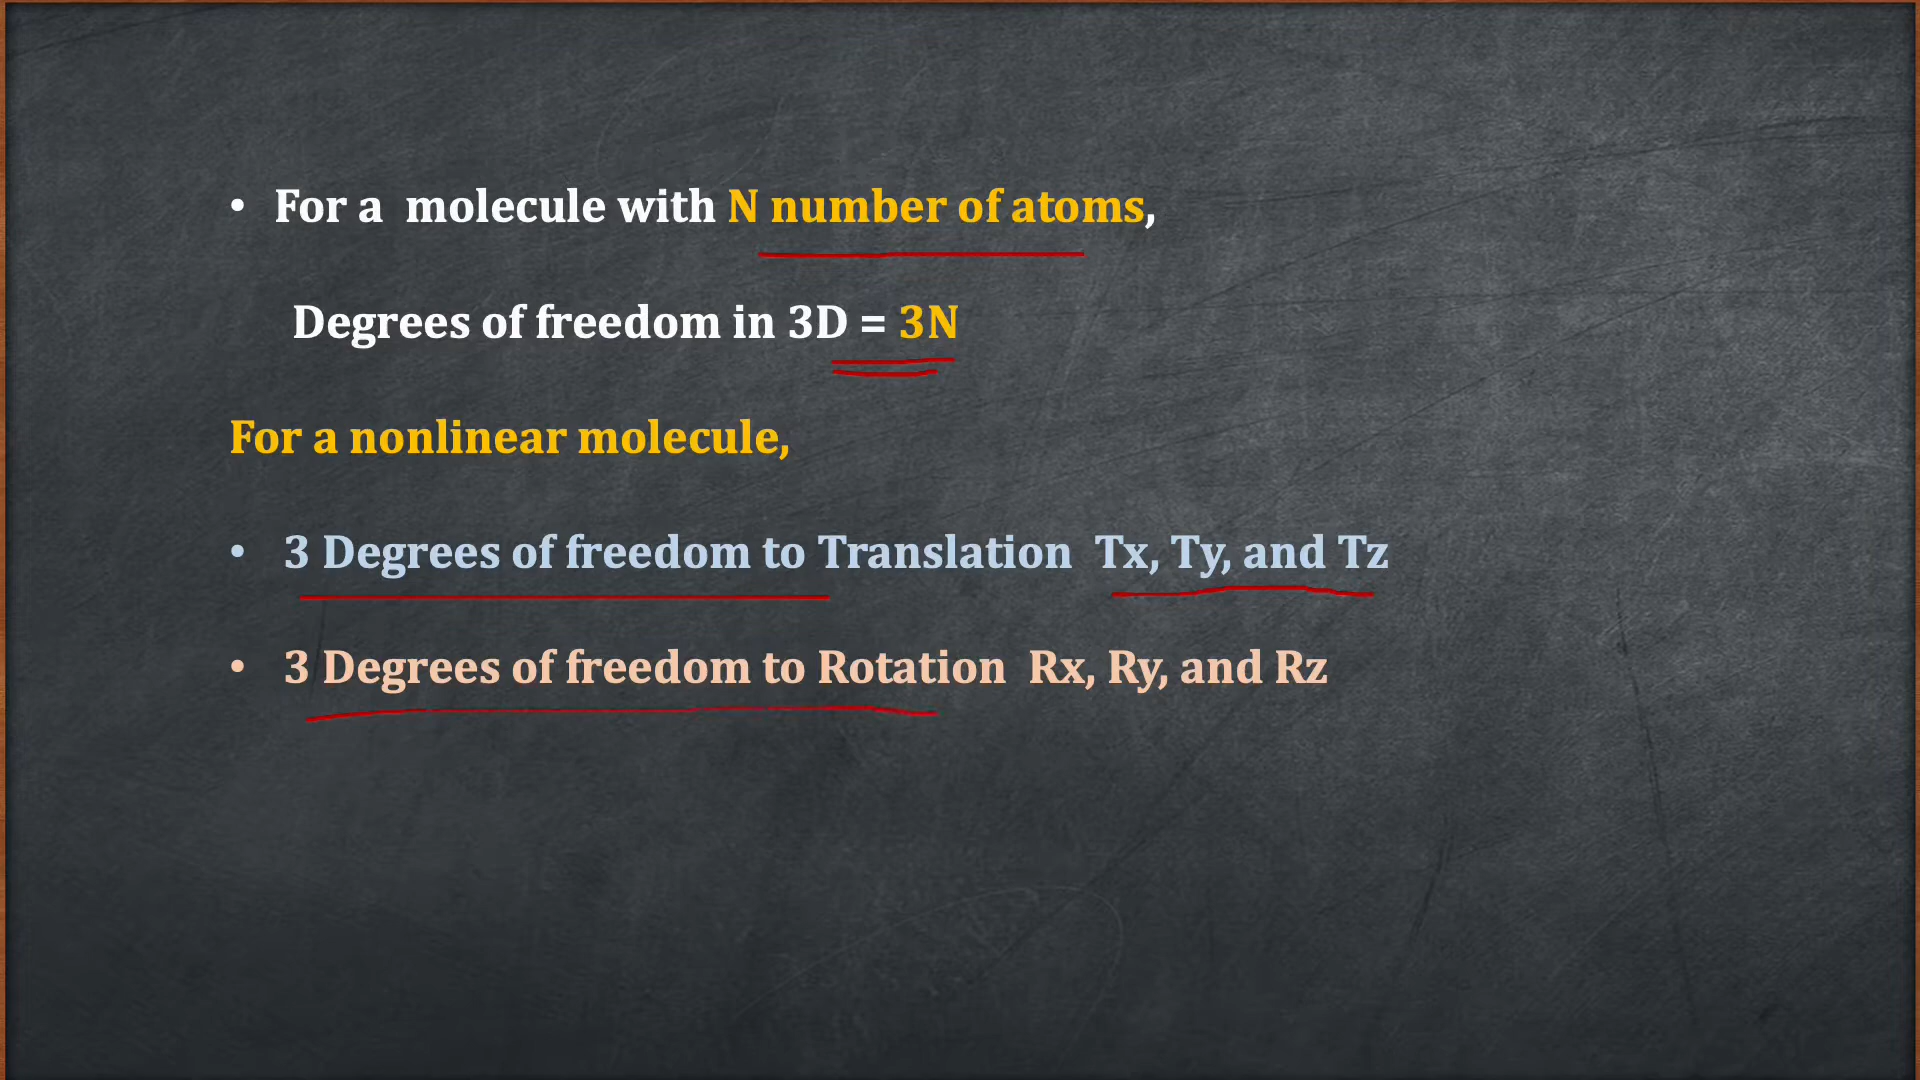 • For a molecule with N number of atoms,
Degrees of freedom in 3D = 3N
For a nonlinear molecule,
• 3 Degrees of freedom to Translation Tx, Ty, and Tz
• 3 Degrees of freedom to Rotation Rx, Ry, and Rz